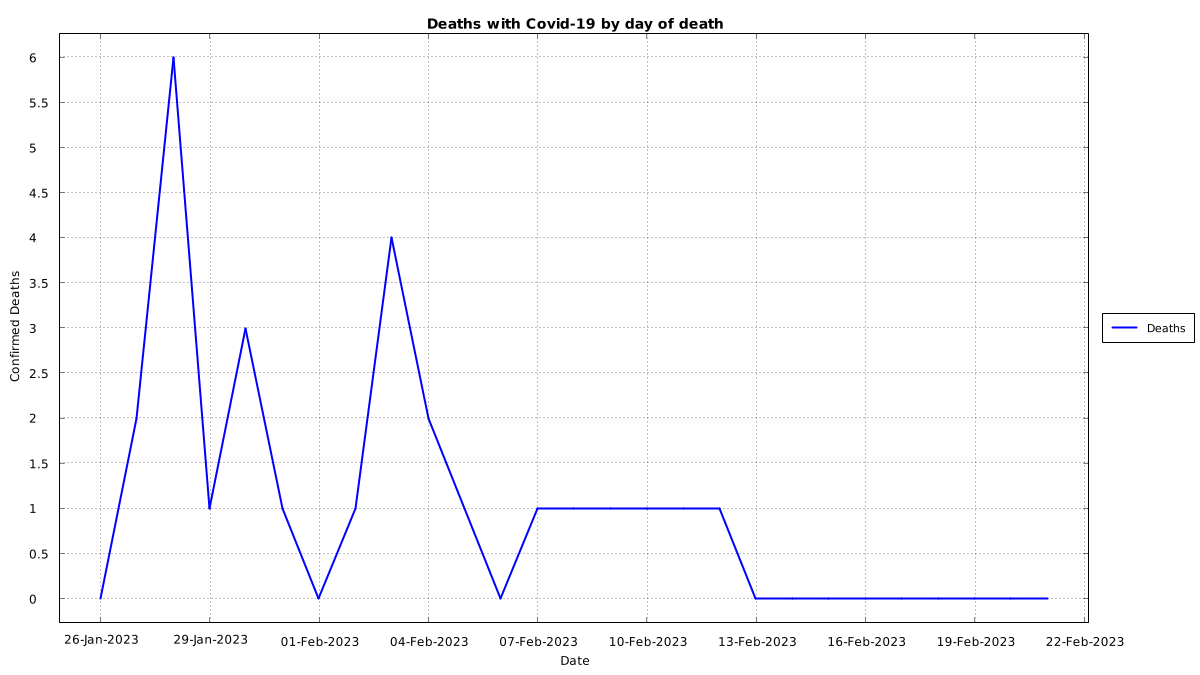 Deaths with Covid-19 by day of death
6
5.5
5
4.5
4
3.5
3
2.5
2
1.5
1
0.5
0
Confirmed Deaths
26-Jan-2023 29-Jan-2023 01-Feb-2023 04-Feb-2023 07-Feb-2023 10-Feb-2023 13-Feb-2023 16-Feb-2023 19-Feb-2023 22-Feb-2023
Date
Deaths